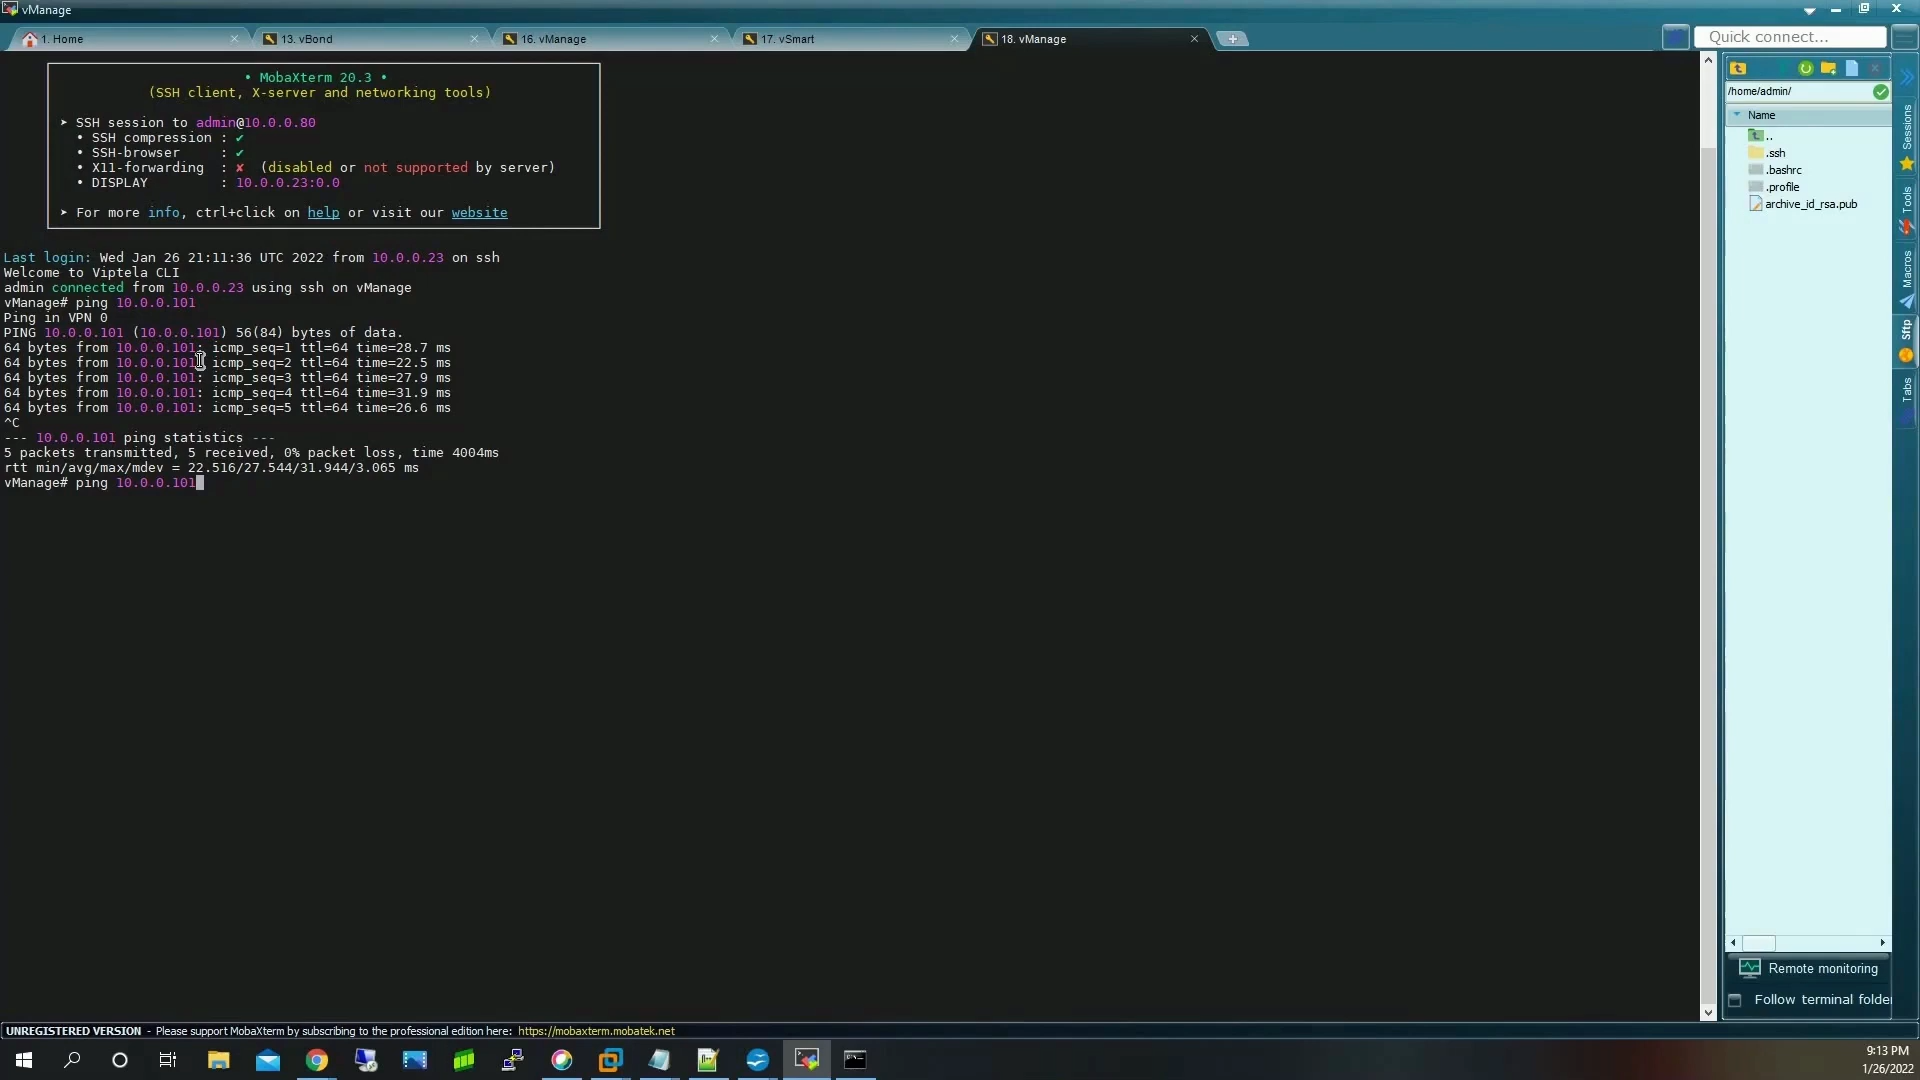 vManage
1. Home
13. vBond
16. vManage
17. vSmart
18. vManage
Quick connect...
• MobaXterm 20.3 •
(SSH client, X-server and networking tools)
➤ SSH session to admin@10.0.0.80
• SSH compression : ✔
• SSH-browser : ✔
• X11-forwarding : ✘ (disabled or not supported by server)
• DISPLAY : 10.0.0.23:0.0
➤ For more info, ctrl+click on help or visit our website
Last login: Wed Jan 26 21:11:36 UTC 2022 from 10.0.0.23 on ssh
Welcome to Viptela CLI
admin connected from 10.0.0.23 using ssh on vManage
vManage# ping 10.0.0.101
Ping in VPN 0
PING 10.0.0.101 (10.0.0.101) 56(84) bytes of data.
64 bytes from 10.0.0.101: icmp_seq=1 ttl=64 time=28.7 ms
64 bytes from 10.0.0.101: icmp_seq=2 ttl=64 time=22.5 ms
64 bytes from 10.0.0.101: icmp_seq=3 ttl=64 time=27.9 ms
64 bytes from 10.0.0.101: icmp_seq=4 ttl=64 time=31.9 ms
64 bytes from 10.0.0.101: icmp_seq=5 ttl=64 time=26.6 ms
^C
--- 10.0.0.101 ping statistics ---
5 packets transmitted, 5 received, 0% packet loss, time 4004ms
rtt min/avg/max/mdev = 22.516/27.544/31.944/3.065 ms
vManage# ping 10.0.0.101
/home/admin/
Name
..
.ssh
.bashrc
.profile
archive_id_rsa.pub
Sessions
Tools
Macros
Sftp
Tabs
Remote monitoring
Follow terminal folder
UNREGISTERED VERSION - Please support MobaXterm by subscribing to the professional edition here: https://mobaxterm.mobatek.net
9:13 PM
1/26/2022